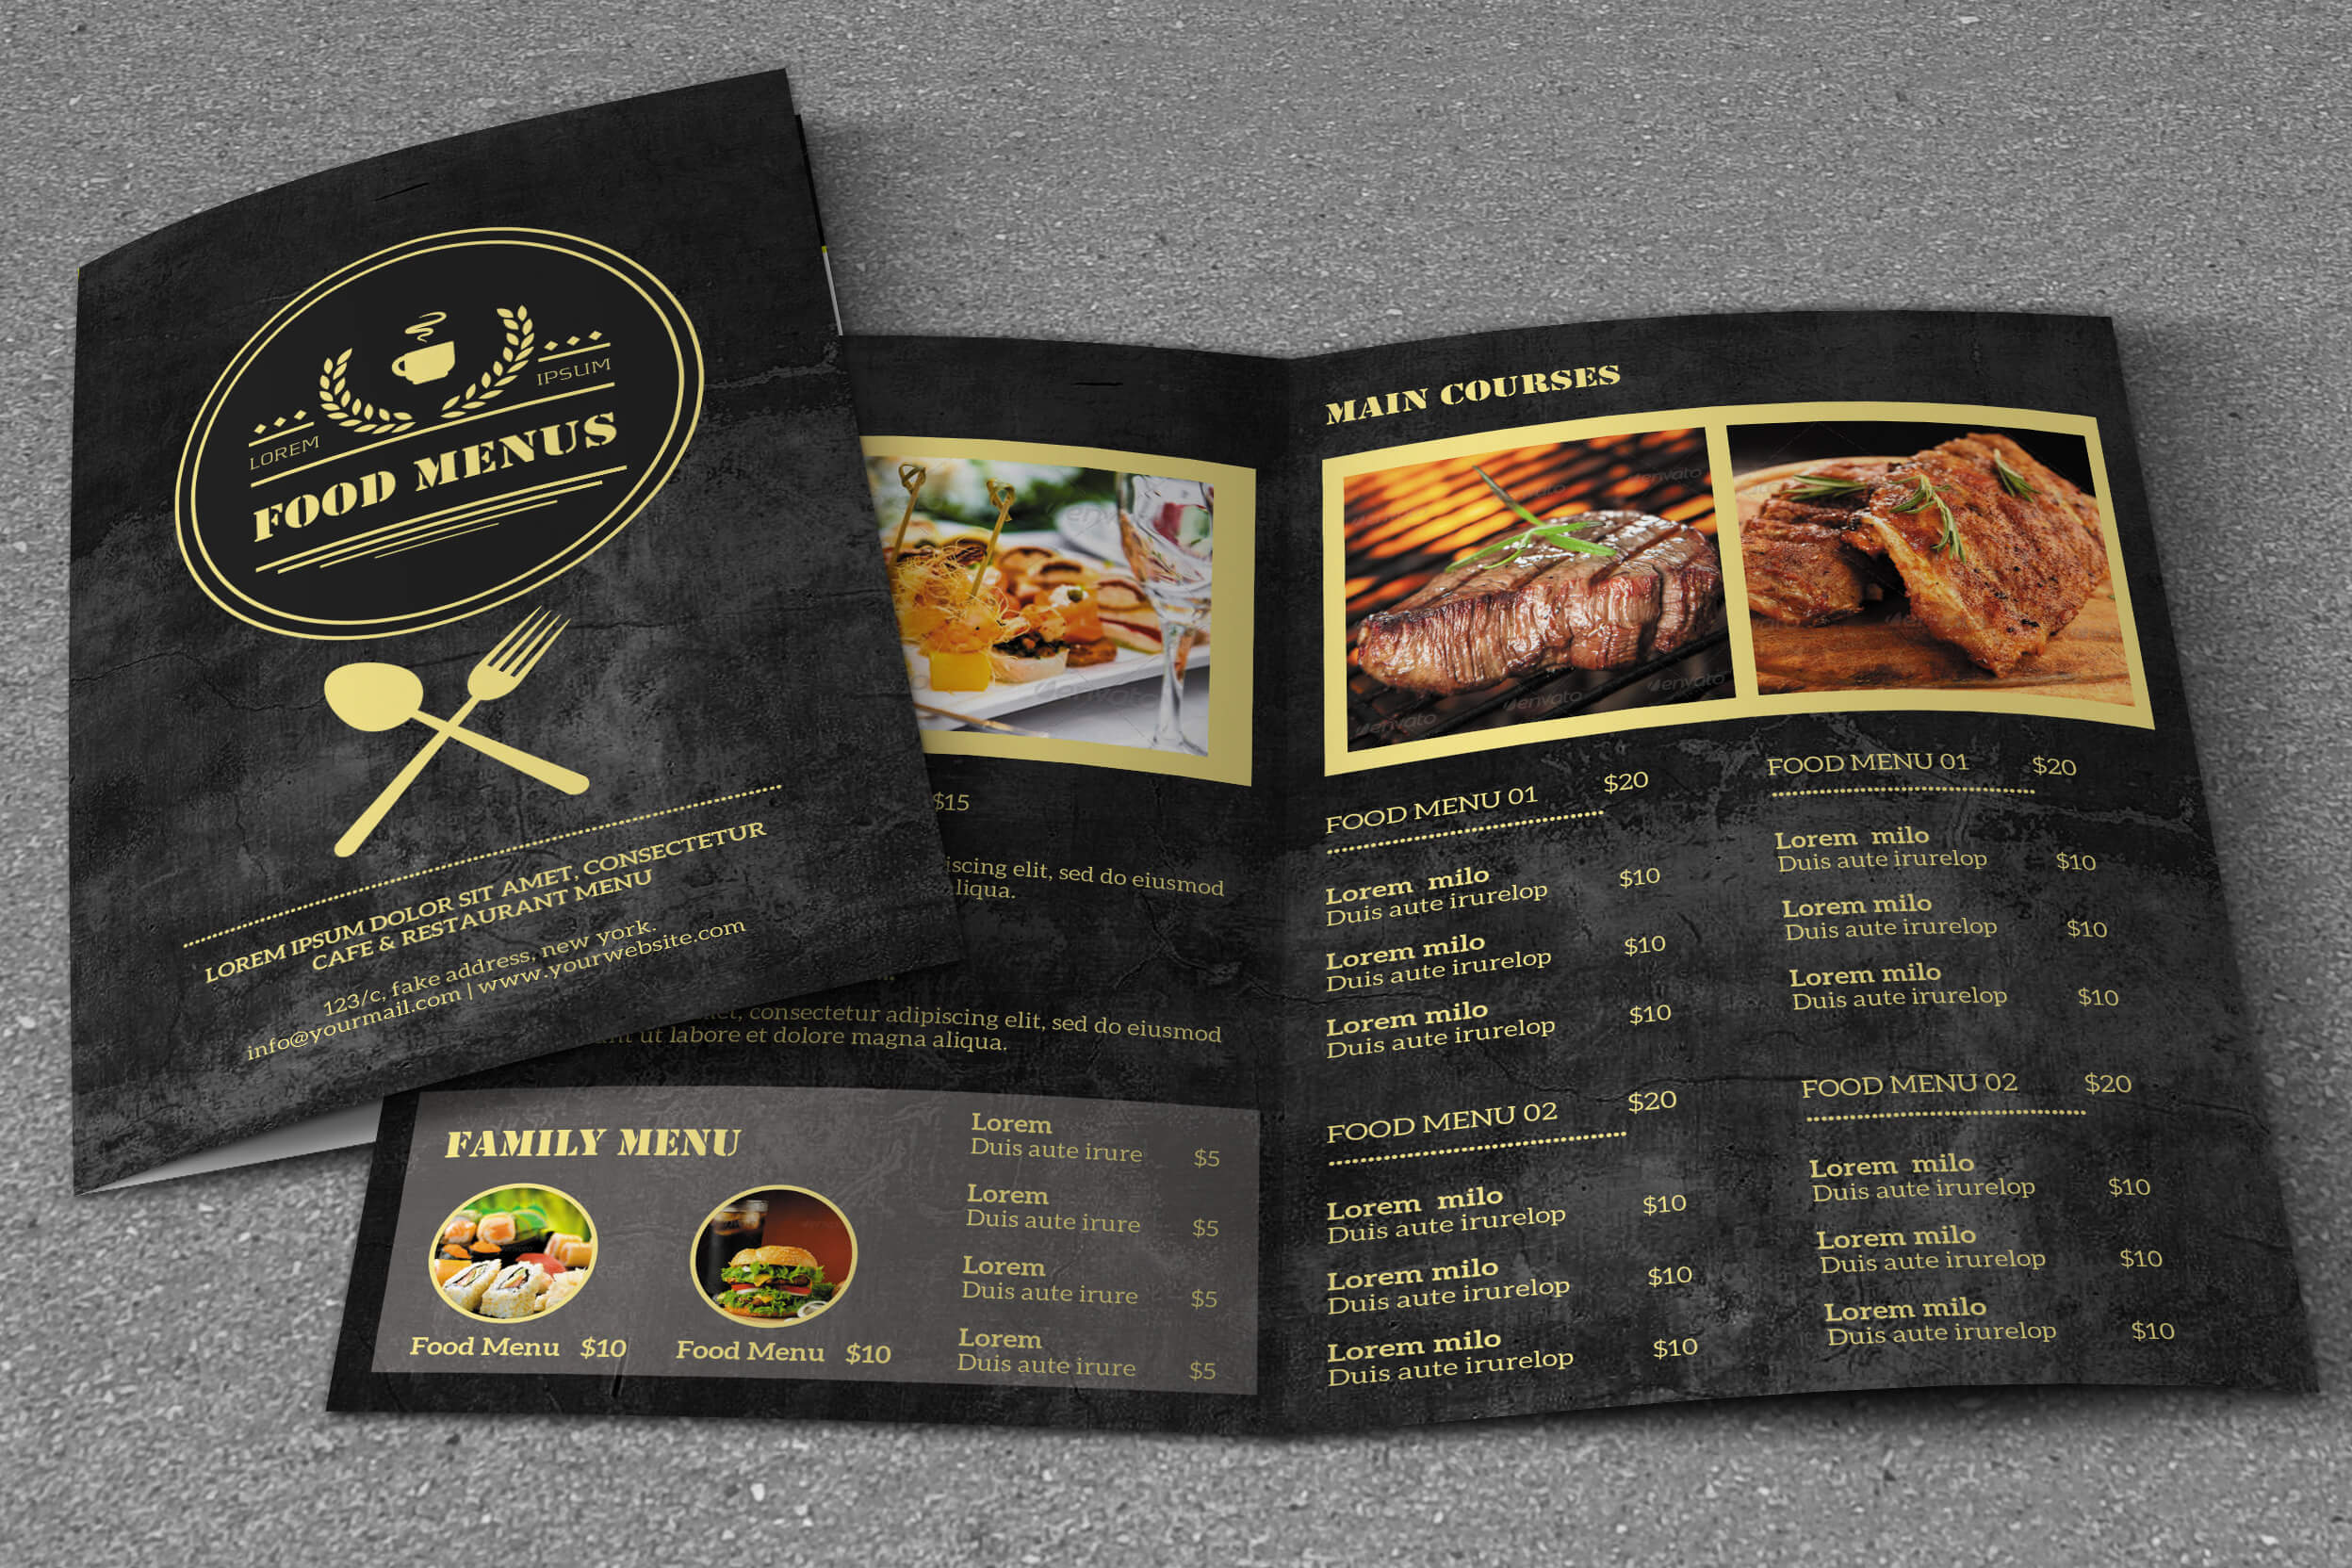 LOREM
IPSUM
FOOD MENUS
LOREM IPSUM DOLOR SIT AMET, CONSECTETUR
CAFE & RESTAURANT MENU
123/c, fake address, new york.
info@yourmail.com | www.yourwebsite.com
$15
elit, sed do eiusmod
consectetur adipiscing elit, sed do eiusmod
ut labore et dolore magna aliqua.
FAMILY MENU
Food Menu $10
Food Menu $10
Lorem
Duis aute irure $5
Lorem
Duis aute irure $5
Lorem
Duis aute irure $5
Lorem
Duis aute irure $5
MAIN COURSES
envato
envato
envato
FOOD MENU 01 $20
Lorem milo
Duis aute irurelop $10
Lorem milo
Duis aute irurelop $10
Lorem milo
Duis aute irurelop $10
FOOD MENU 02 $20
Lorem milo
Duis aute irurelop $10
Lorem milo
Duis aute irurelop $10
Lorem milo
Duis aute irurelop $10
FOOD MENU 01 $20
Lorem milo
Duis aute irurelop $10
Lorem milo
Duis aute irurelop $10
Lorem milo
Duis aute irurelop $10
FOOD MENU 02 $20
Lorem milo
Duis aute irurelop $10
Lorem milo
Duis aute irurelop $10
Lorem milo
Duis aute irurelop $10